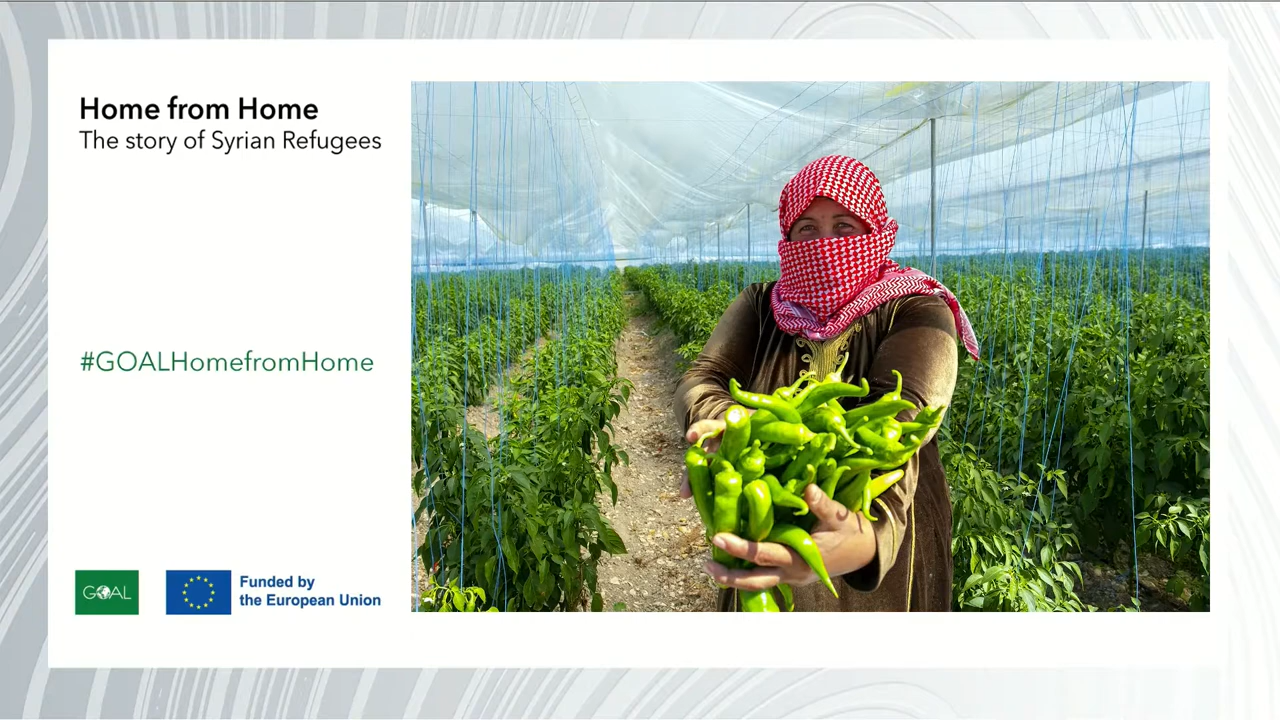 Home from Home
The story of Syrian Refugees
#GOALHomefromHome
GOAL
Funded by
the European Union